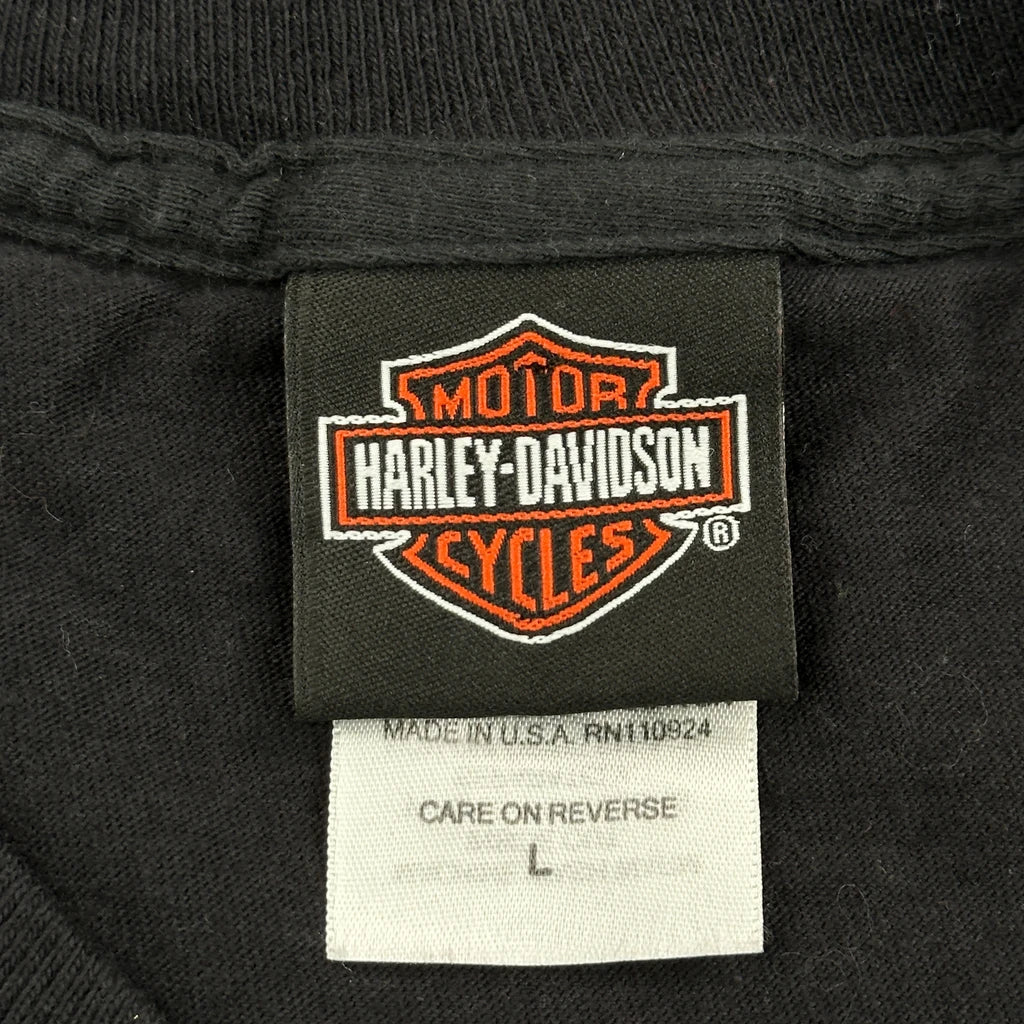 MOTOR
HARLEY-DAVIDSON
CYCLES
®
MADE IN U.S.A. RN110924
CARE ON REVERSE
L